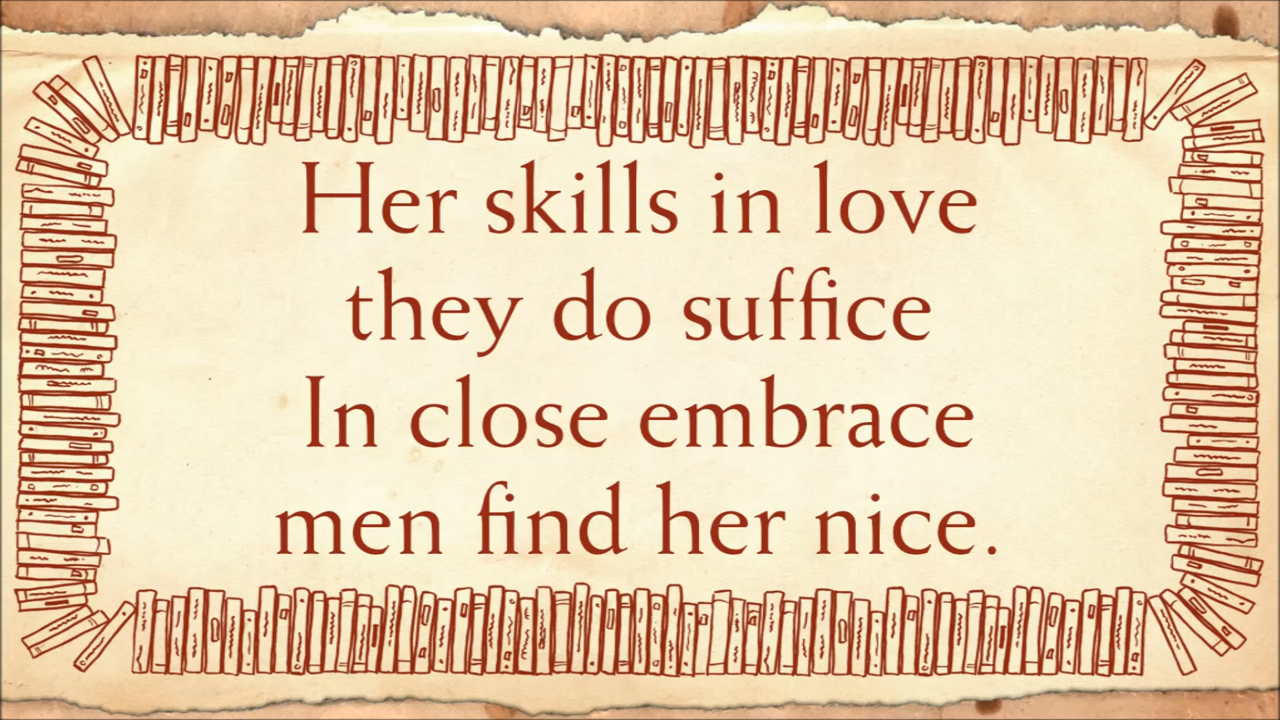 Her skills in love
they do suffice
In close embrace
men find her nice.